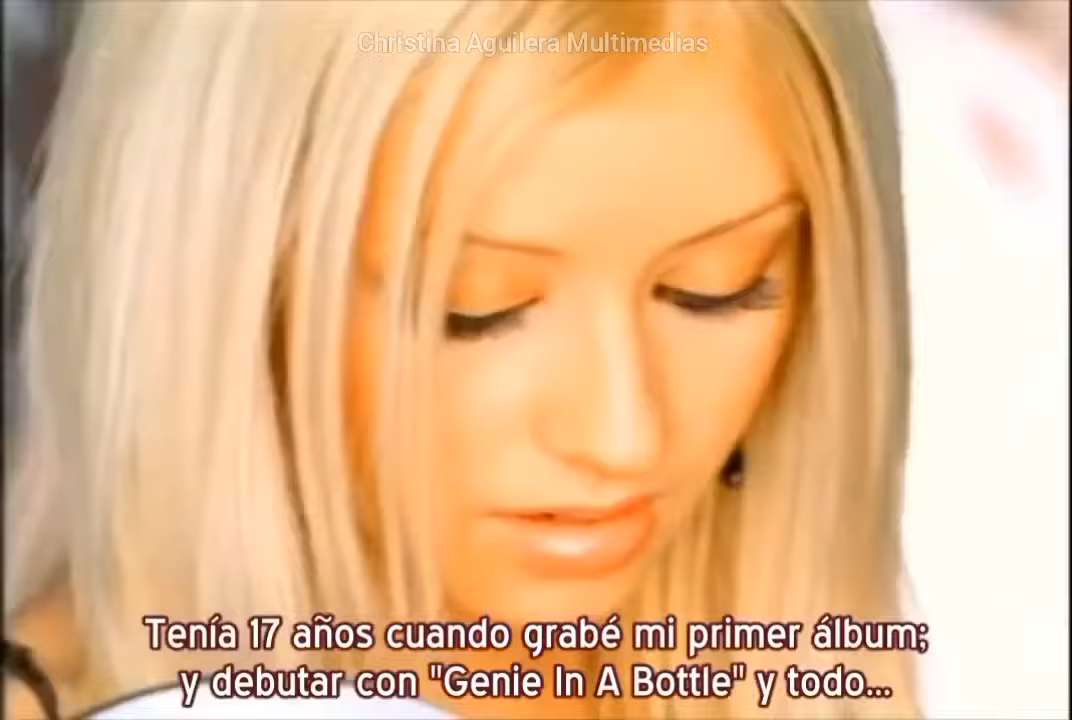 Christina Aguilera Multimedias
Tenía 17 años cuando grabé mi primer álbum;
y debutar con "Genie In A Bottle" y todo...